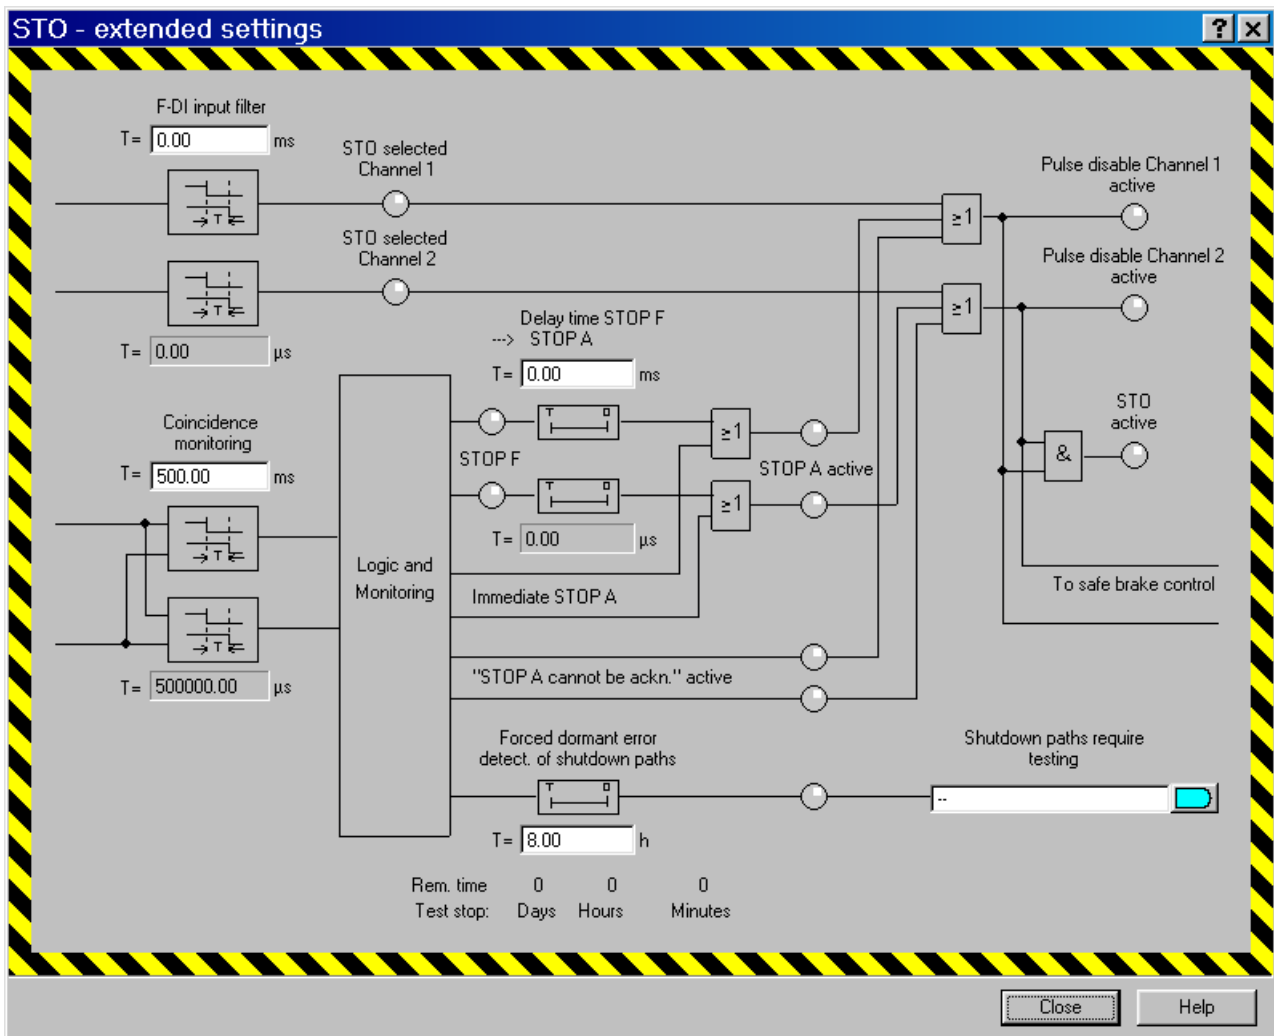 STO - extended settings
F-DI input filter
T= 0.00 ms
STO selected
Channel 1
Pulse disable Channel 1
active
≥1
T
STO selected
Channel 2
Pulse disable Channel 2
active
≥1
T
T= 0.00 µs
Delay time STOP F
---> STOP A
T= 0.00 ms
Coincidence
monitoring
T= 500.00 ms
T 0
≥1
STO
active
&
STOP F
STOP A active
T 0
≥1
T= 0.00 µs
T
Logic and
Monitoring
Immediate STOP A
To safe brake control
T
T= 500000.00 µs
"STOP A cannot be ackn." active
Forced dormant error
detect. of shutdown paths
Shutdown paths require
testing
T 0
--
T= 8.00 h
Rem. time 0 0 0
Test stop: Days Hours Minutes
Close Help